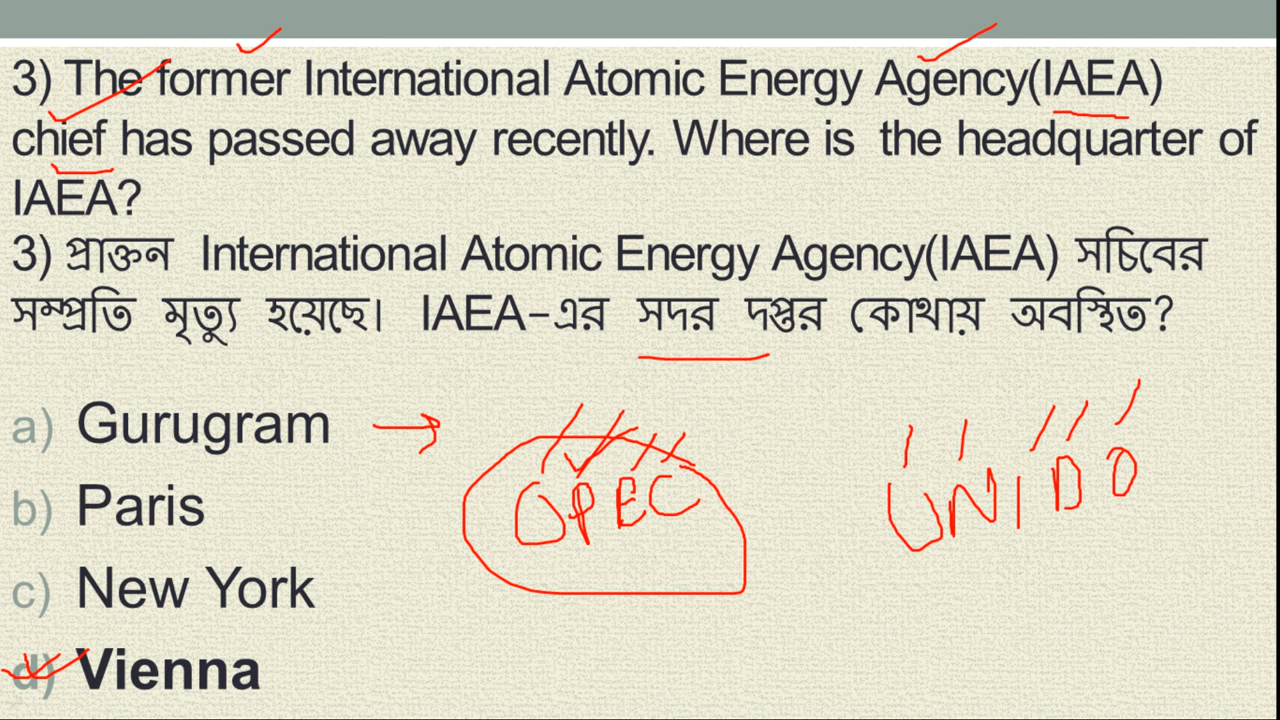 3) The former International Atomic Energy Agency(IAEA)
chief has passed away recently. Where is the headquarter of
IAEA?
3) প্রাক্তন International Atomic Energy Agency(IAEA) সচিবের
সম্প্রতি মৃত্যু হয়েছে। IAEA-এর সদর দপ্তর কোথায় অবস্থিত?
a) Gurugram
b) Paris
OPEC UNIDO
c) New York
d) Vienna